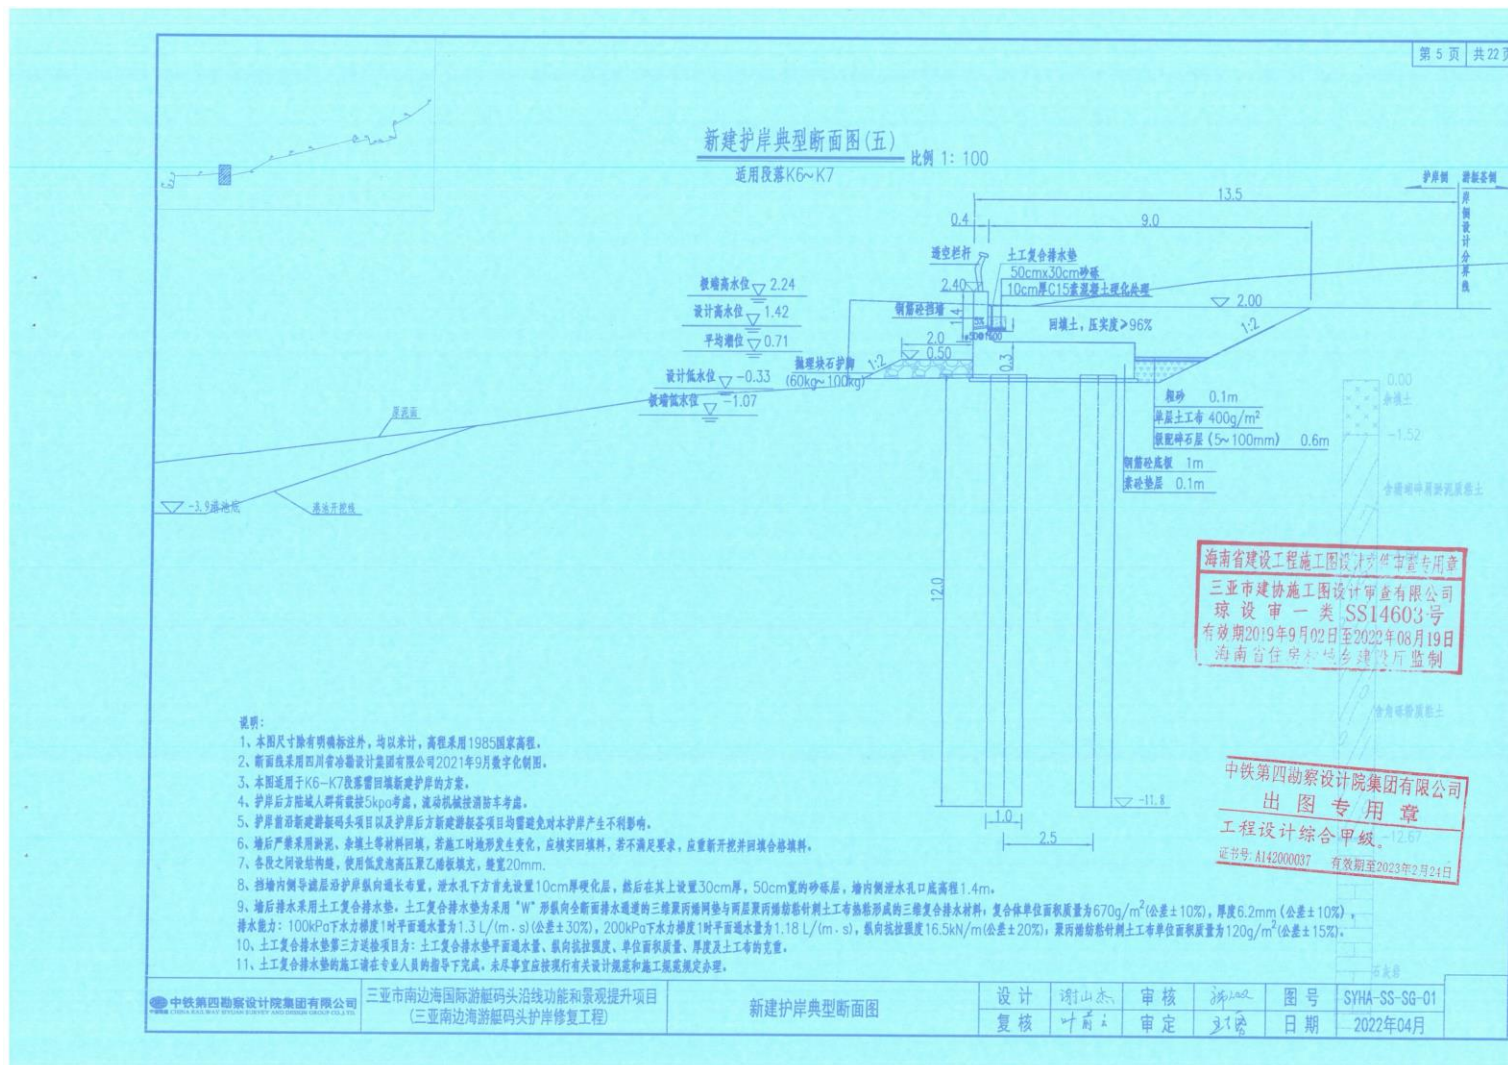 第 5 页 共 22 页
新建护岸典型断面图(五) 比例 1: 100
适用段落K6~K7
护岸侧 游艇荟侧
岸侧设计分界线
13.5
0.4 9.0
透空栏杆 土工复合排水垫
50cmx30cm砂砾
10cm厚C15素混凝土硬化处理
极端高水位 2.24
2.40
2.00
设计高水位 1.42
钢筋砼挡墙
1.4
回填土，压实度≥96%
1:2
平均潮位 0.71
2.0
0.50
0.3
抛理块石护脚
(60kg~100kg)
1:2
设计低水位 -0.33
极端低水位 -1.07
原泥面
-3.9港池底
港池开挖线
粗砂 0.1m
单层土工布 400g/m²
级配碎石层 (5~100mm) 0.6m
钢筋砼底板 1m
素砼垫层 0.1m
0.00
杂填土
-1.52
12.0
-11.8
1.0
2.5
-12.67
石灰岩
海南省建设工程施工图设计文件审查专用章
三亚市建协施工图设计审查有限公司
琼 设 审 一 类 SS14603号
有效期2019年9月02日至2022年08月19日
海南省住房和城乡建设厅监制
中铁第四勘察设计院集团有限公司
出 图 专 用 章
工程设计综合甲级。
证书号: A142000037 有效期至2023年2月24日
说明:
1、本图尺寸除有明确标注外，均以米计，高程采用1985国家高程。
2、断面线采用四川省冶勘设计集团有限公司2021年9月数字化制图。
3、本图适用于K6-K7段落需回填新建护岸的方案。
4、护岸后方陆域人群荷载按5kpa考虑，流动机械按消防车考虑。
5、护岸前沿新建游艇码头项目以及护岸后方新建游艇荟项目均需避免对本护岸产生不利影响。
6、墙后严禁采用淤泥、杂填土等材料回填，若施工时地形发生变化，应核实回填料，若不满足要求，应重新开挖并回填合格填料。
7、各段之间设结构缝，使用低发泡高压聚乙烯板填充，缝宽20mm.
8、挡墙内侧导滤层沿护岸纵向通长布置，泄水孔下方首先设置10cm厚硬化层，然后在其上设置30cm厚，50cm宽的砂砾层，墙内侧泄水孔口底高程1.4m。
9、墙后排水采用土工复合排水垫。土工复合排水垫为采用“W”形纵向全断面排水通道的三维聚丙烯网垫与两层聚丙烯纺粘针刺土工布热粘形成的三维复合排水材料；复合体单位面积质量为670g/m²(公差±10%)，厚度6.2mm (公差±10%)，
排水能力：100kPa下水力梯度1时平面通水量为1.3 L/(m·s)(公差±30%)，200kPa下水力梯度1时平面通水量为1.18 L/(m·s)，纵向抗拉强度16.5kN/m(公差±20%)；聚丙烯纺粘针刺土工布单位面积质量为120g/m²(公差±15%)。
10、土工复合排水垫第三方送检项目为：土工复合排水垫平面通水量、纵向抗拉强度、单位面积质量、厚度及土工布的克重。
11、土工复合排水垫的施工请在专业人员的指导下完成。未尽事宜应按现行有关设计规范和施工规范规定办理。
中铁第四勘察设计院集团有限公司
CHINA RAILWAY SIYUAN SURVEY AND DESIGN GROUP CO.,LTD.
三亚市南边海国际游艇码头沿线功能和景观提升项目
(三亚南边海游艇码头护岸修复工程)
新建护岸典型断面图
设 计 谢山杰 审 核 图 号 SYHA-SS-SG-01
复 核 审 定 日 期 2022年04月